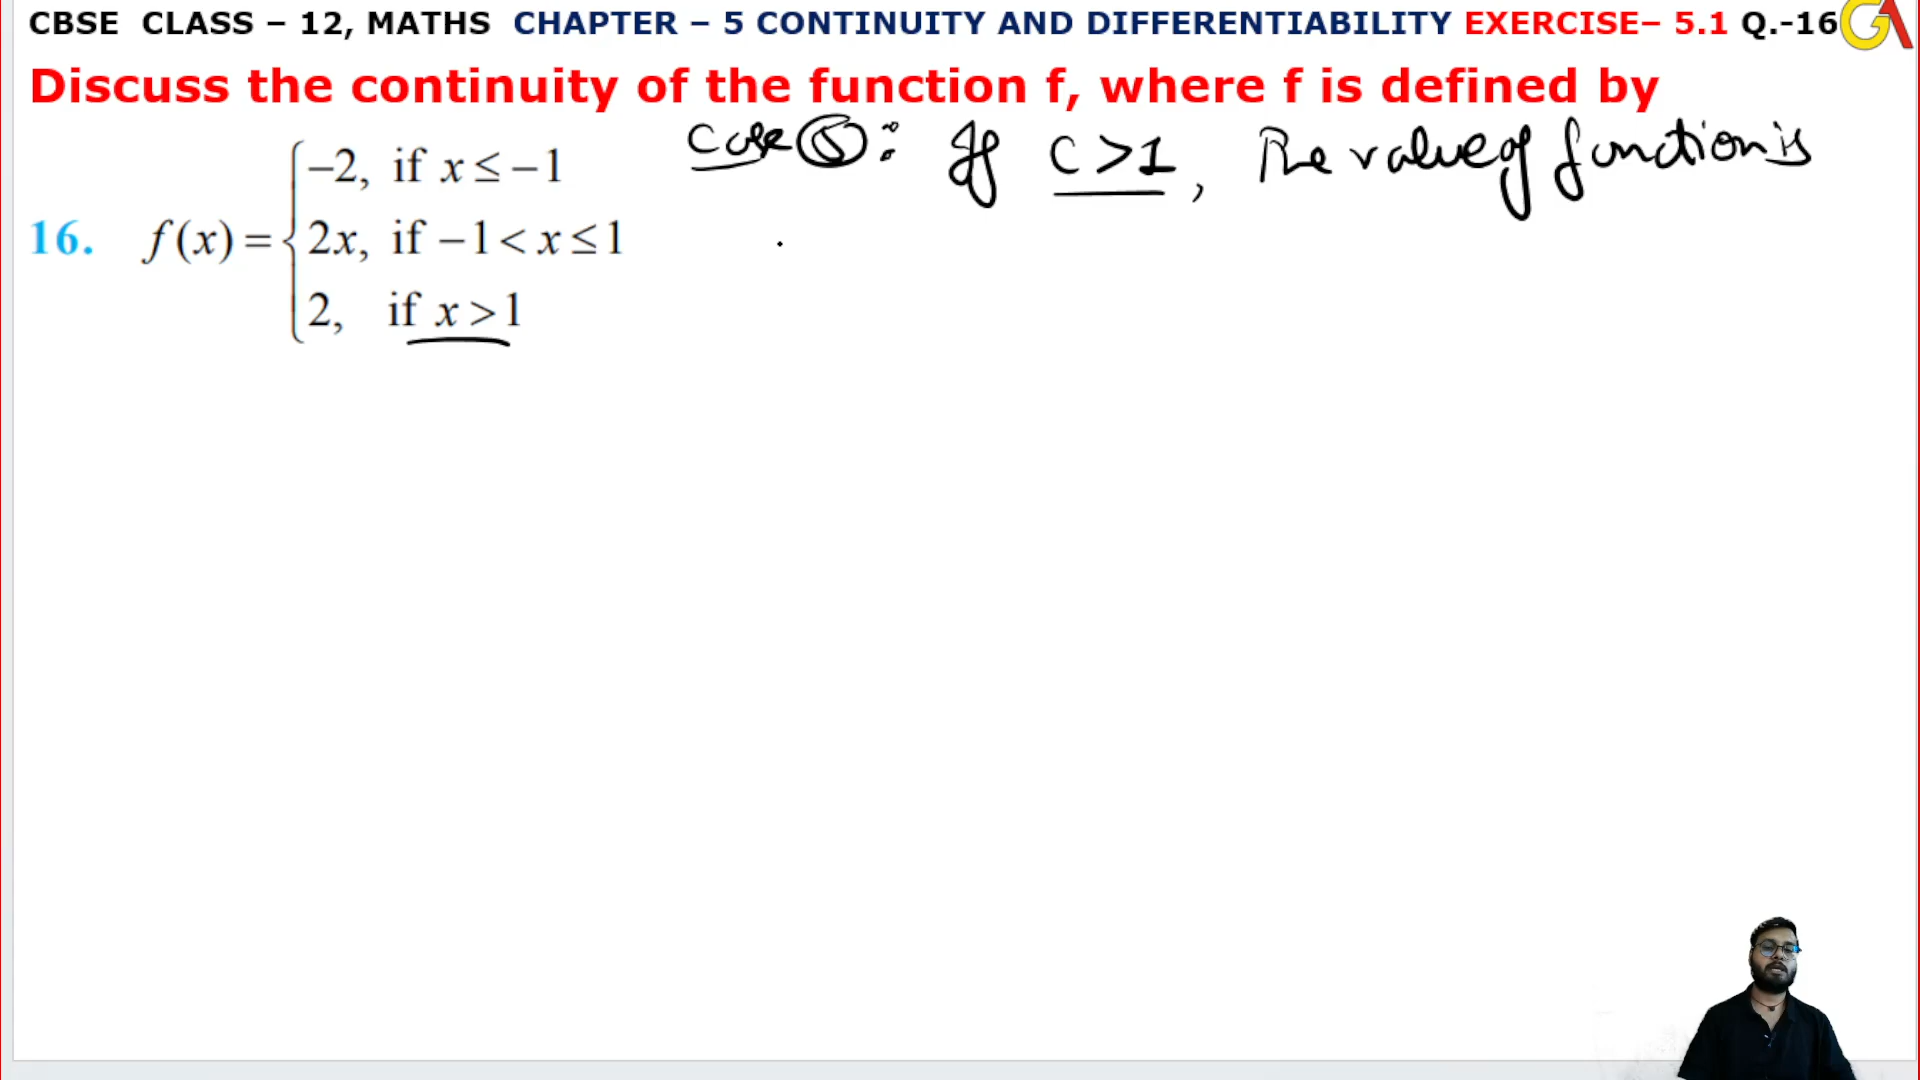 CBSE CLASS – 12, MATHS CHAPTER – 5 CONTINUITY AND DIFFERENTIABILITY EXERCISE– 5.1 Q.-16
Discuss the continuity of the function f, where f is defined by
Case ⑤: If C>1, The value of function is
–2, if x ≤ –1
16. f(x) = { 2x, if –1 < x ≤ 1
2, if x > 1